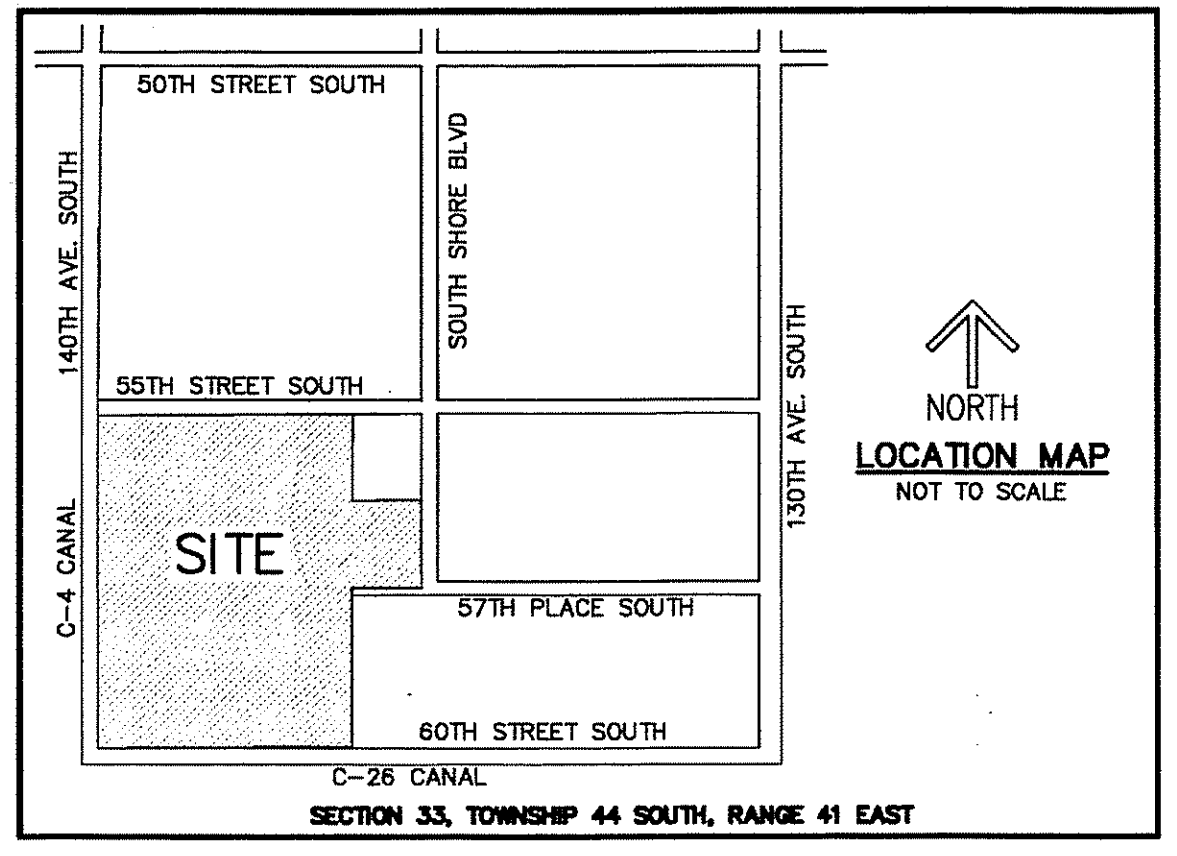 50TH STREET SOUTH
140TH AVE. SOUTH
SOUTH SHORE BLVD
130TH AVE. SOUTH
NORTH
LOCATION MAP
NOT TO SCALE
55TH STREET SOUTH
C-4 CANAL
SITE
57TH PLACE SOUTH
60TH STREET SOUTH
C-26 CANAL
SECTION 33, TOWNSHIP 44 SOUTH, RANGE 41 EAST